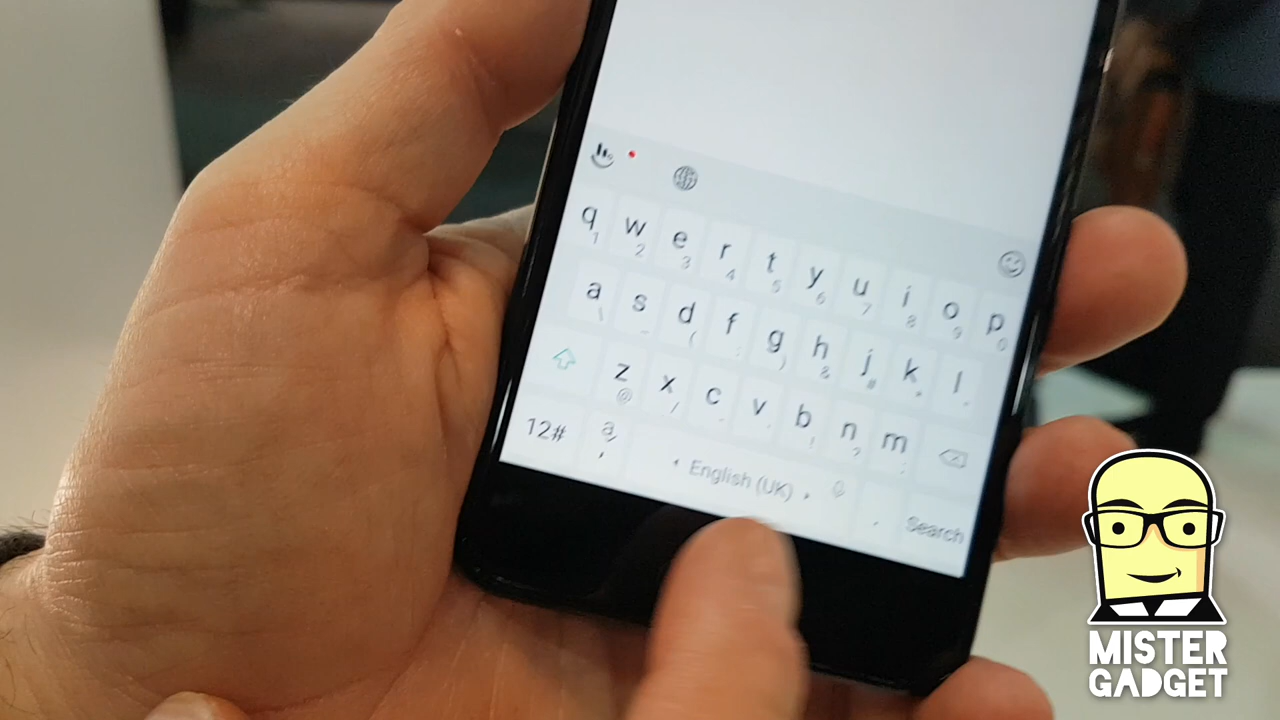 q w e r t y u i o p
1 2 3 4 5 6 7 8 9 0
a s d f g h j k l
z x c v b n m
12# , English (UK) . Search
MISTER
GADGET